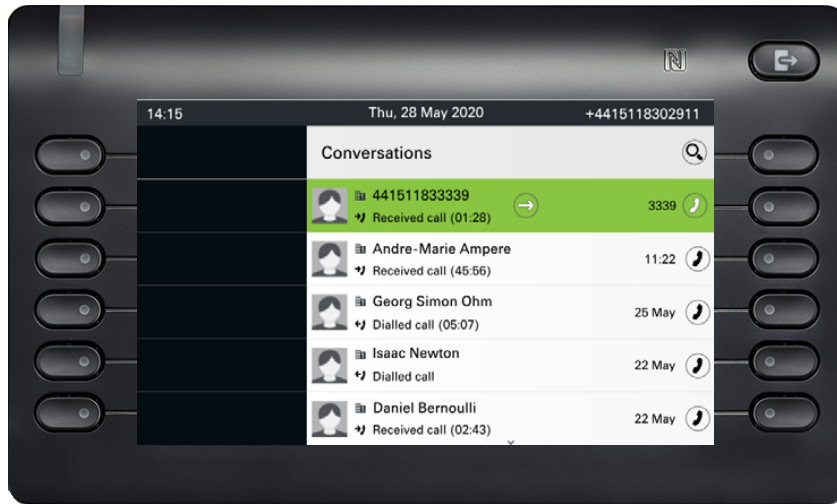 14:15 Thu, 28 May 2020 +4415118302911
Conversations
441511833339
Received call (01:28)
3339
Andre-Marie Ampere
Received call (45:56)
11:22
Georg Simon Ohm
Dialled call (05:07)
25 May
Isaac Newton
Dialled call
22 May
Daniel Bernoulli
Received call (02:43)
22 May